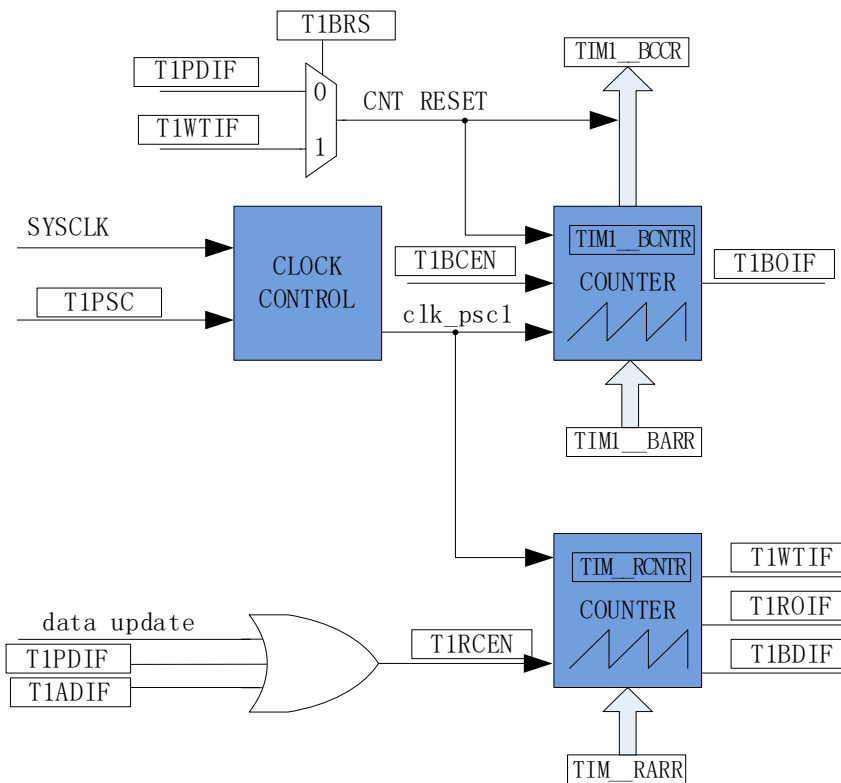 T1BRS
TIM1__BCCR
T1PDIF
0
CNT RESET
T1WTIF
1
SYSCLK
CLOCK
CONTROL
T1PSC
TIM1__BCNTR
T1BCEN
COUNTER
T1BOIF
clk_psc1
TIM1__BARR
TIM__RCNTR
T1WTIF
COUNTER
T1ROIF
data update
T1RCEN
T1BDIF
T1PDIF
T1ADIF
TIM__RARR